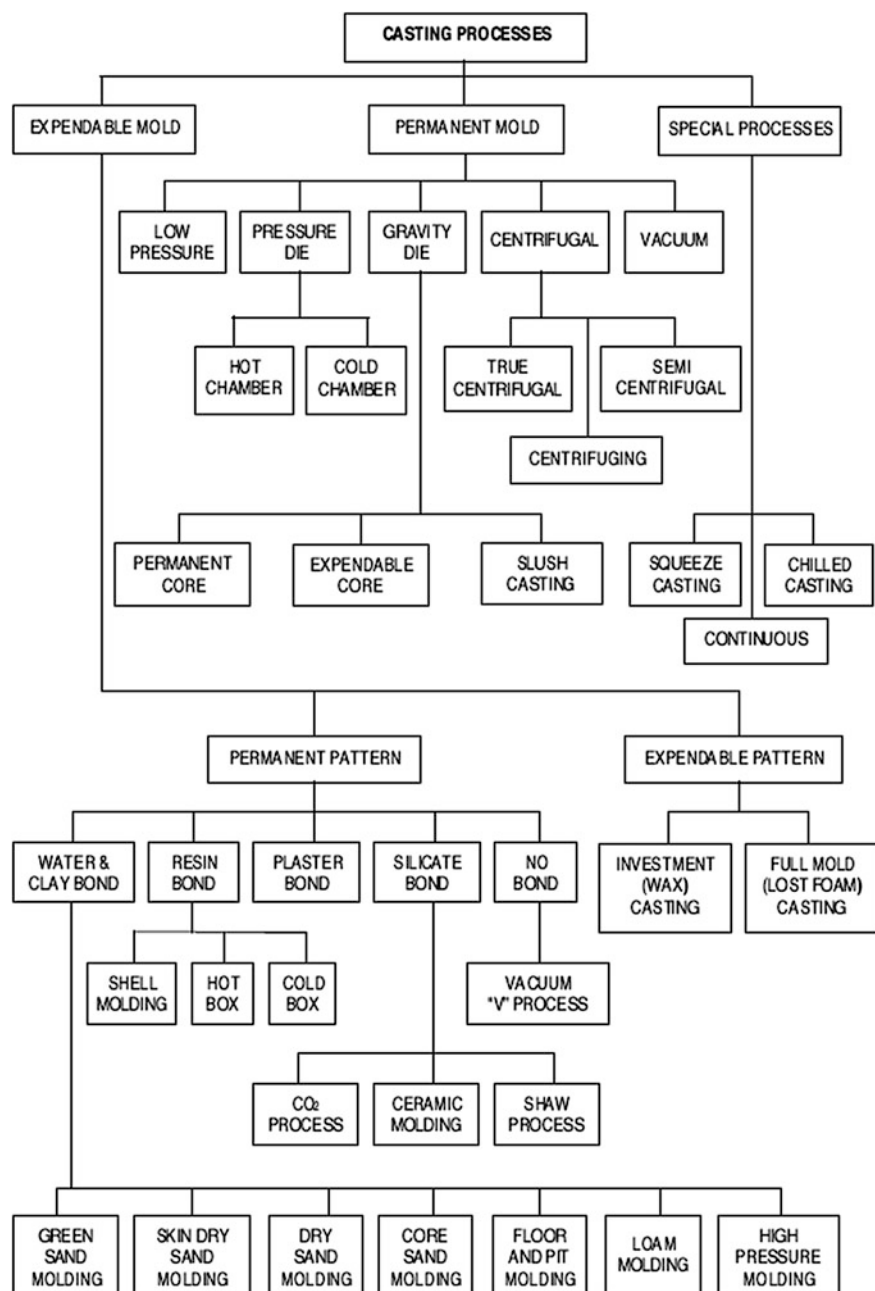 CASTING PROCESSES
EXPENDABLE MOLD
PERMANENT MOLD
SPECIAL PROCESSES
LOW
PRESSURE
PRESSURE
DIE
GRAVITY
DIE
CENTRIFUGAL
VACUUM
HOT
CHAMBER
COLD
CHAMBER
TRUE
CENTRIFUGAL
SEMI
CENTRIFUGAL
CENTRIFUGING
PERMANENT
CORE
EXPENDABLE
CORE
SLUSH
CASTING
SQUEEZE
CASTING
CHILLED
CASTING
CONTINUOUS
PERMANENT PATTERN
EXPENDABLE PATTERN
WATER &
CLAY BOND
RESIN
BOND
PLASTER
BOND
SILICATE
BOND
NO
BOND
INVESTMENT
(WAX)
CASTING
FULL MOLD
(LOST FOAM)
CASTING
SHELL
MOLDING
HOT
BOX
COLD
BOX
VACUUM
"V" PROCESS
CO₂
PROCESS
CERAMIC
MOLDING
SHAW
PROCESS
GREEN
SAND
MOLDING
SKIN DRY
SAND
MOLDING
DRY
SAND
MOLDING
CORE
SAND
MOLDING
FLOOR
AND PIT
MOLDING
LOAM
MOLDING
HIGH
PRESSURE
MOLDING